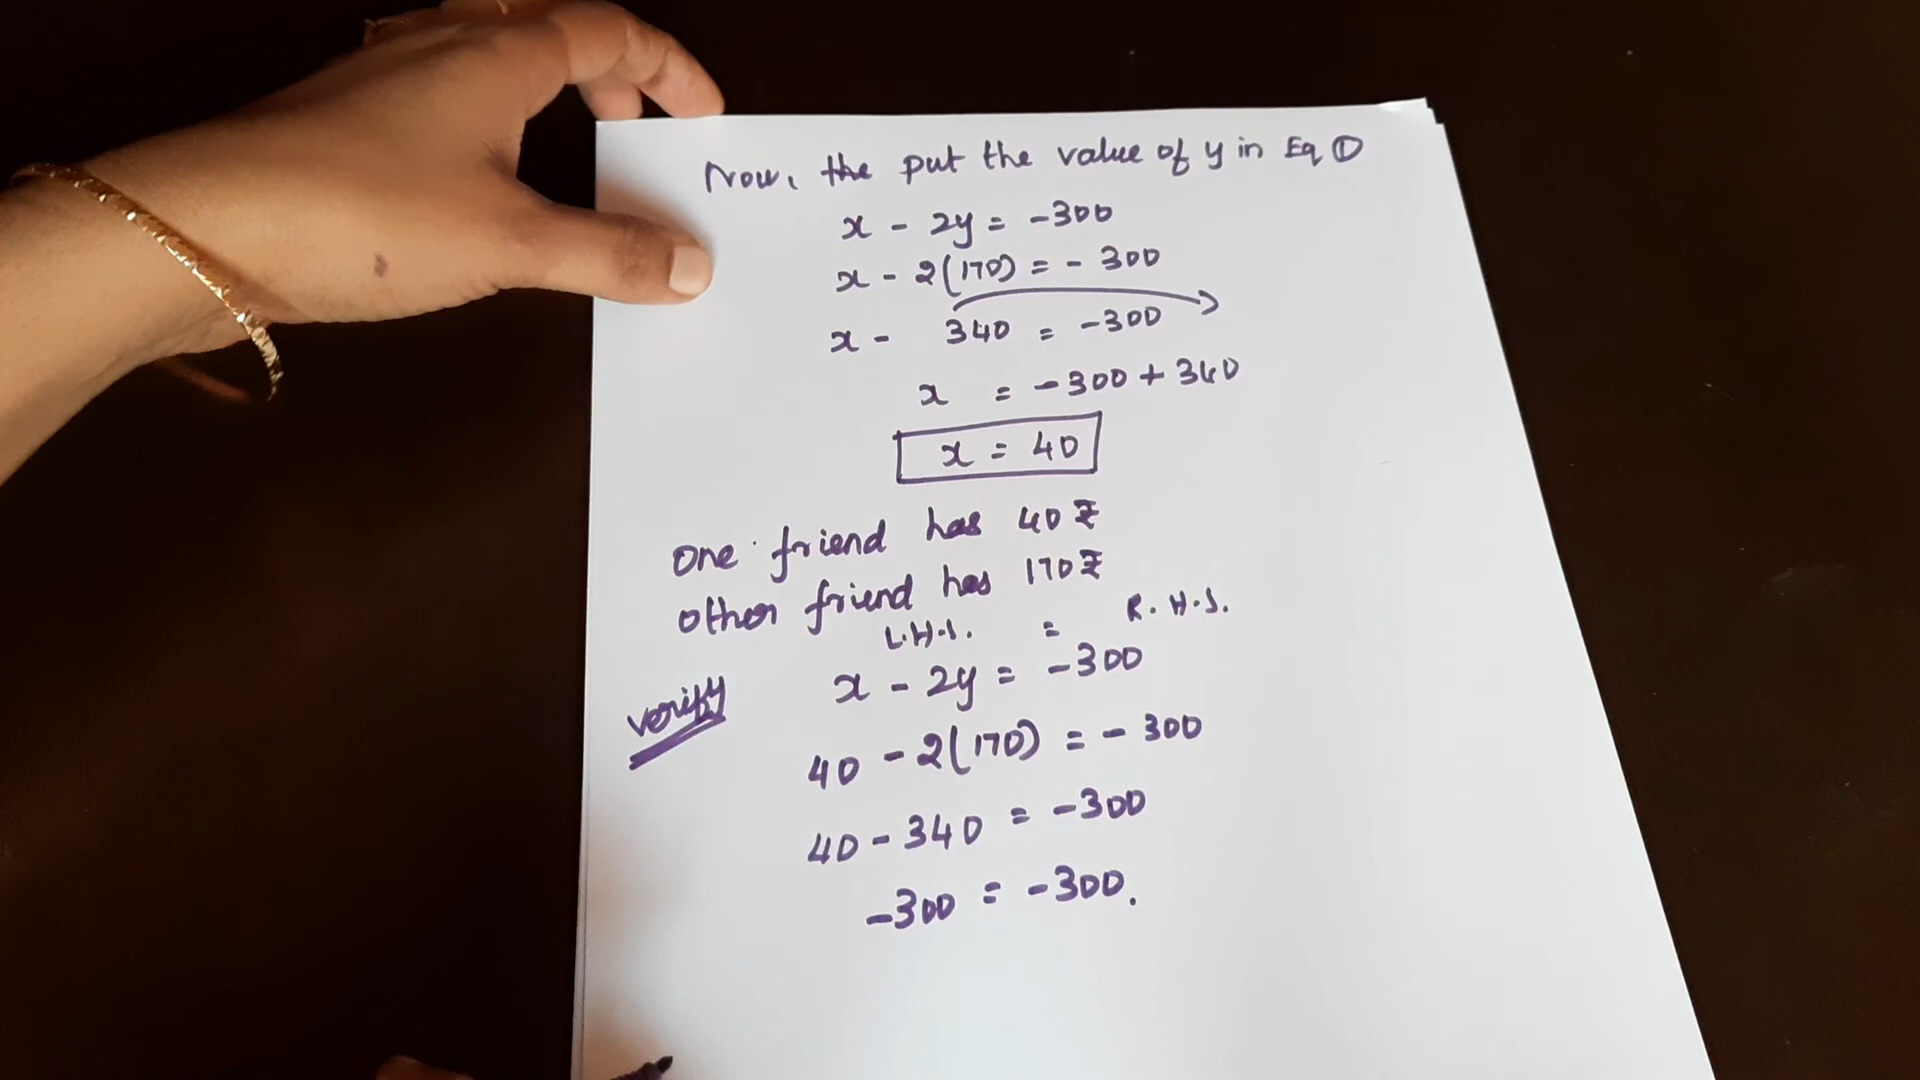 Now, the put the value of y in Eq ①
x - 2y = -300
x - 2(170) = - 300
x - 340 = -300
x = -300 + 340
x = 40
One friend has 40₹
other friend has 170₹
L.H.S. = R.H.S.
verify x - 2y = -300
40 - 2(170) = - 300
40 - 340 = -300
-300 = -300.